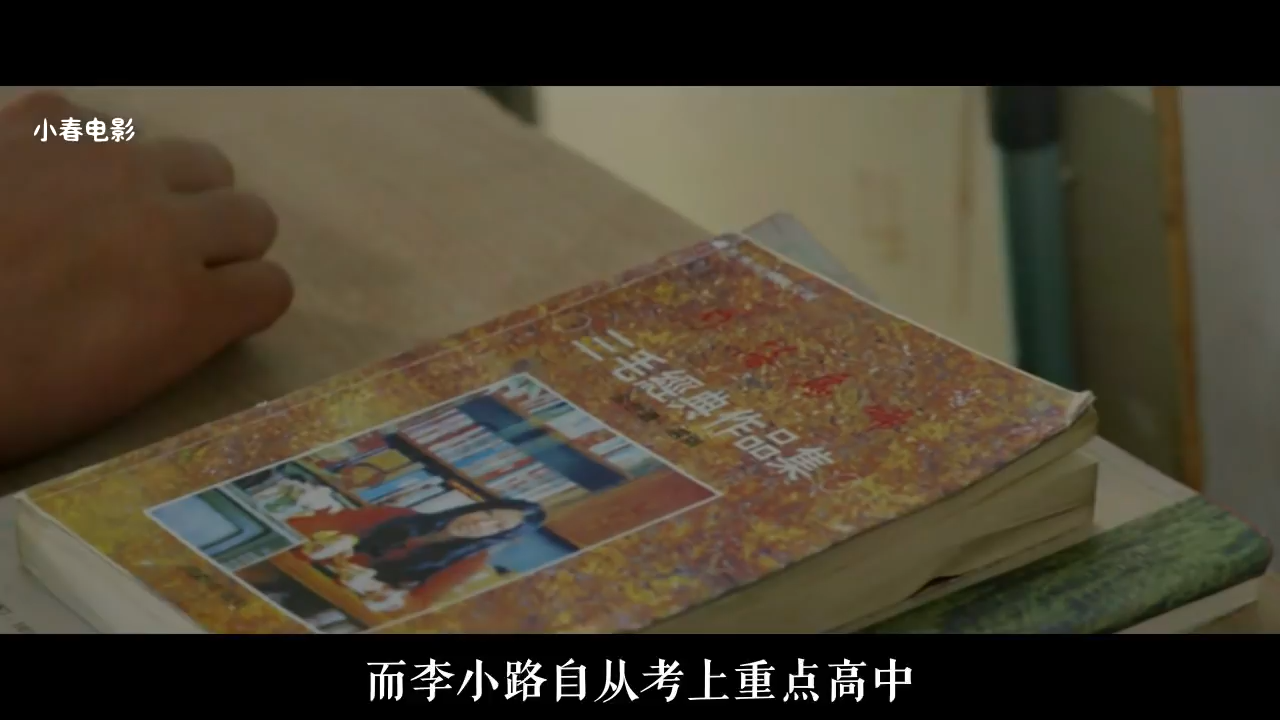 小春电影
三毛經典作品集
而李小路自从考上重点高中